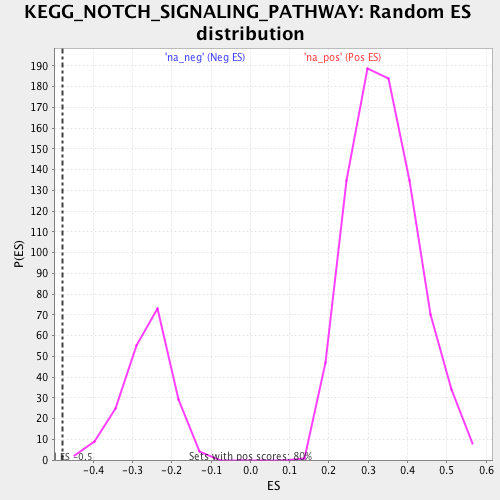 KEGG_NOTCH_SIGNALING_PATHWAY: Random ES
distribution
'na_neg' (Neg ES) 'na_pos' (Pos ES)
190
180
170
160
150
140
130
120
110
100
90
80
70
60
50
40
30
20
10
0
P(ES)
ES -0.5
Sets with pos scores: 80%
-0.4 -0.3 -0.2 -0.1 0.0 0.1 0.2 0.3 0.4 0.5 0.6
ES